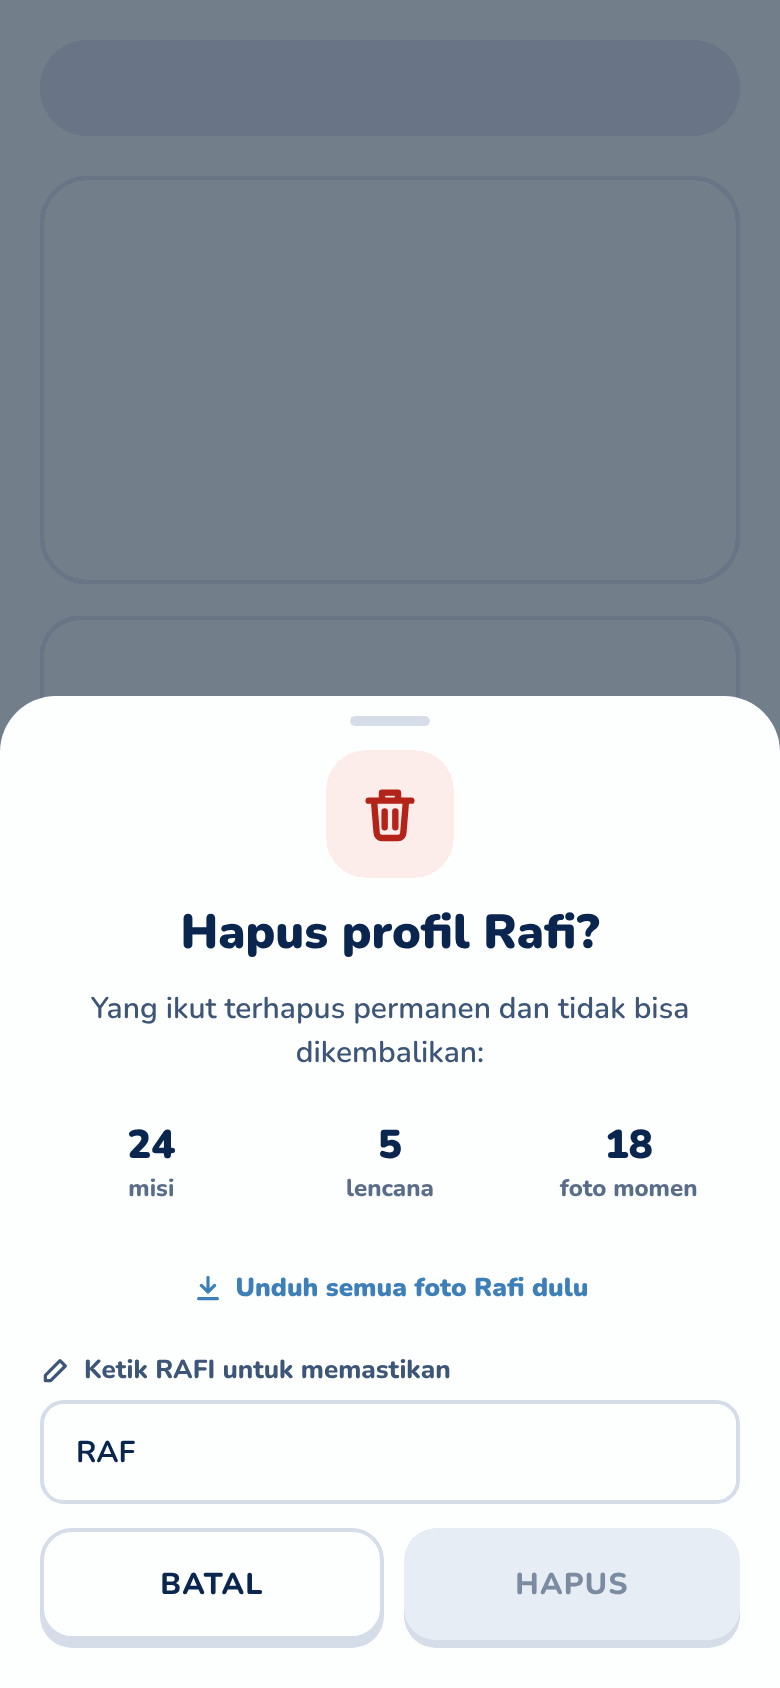 Hapus profil Rafi?
Yang ikut terhapus permanen dan tidak bisa
dikembalikan:
24
misi
5
lencana
18
foto momen
Unduh semua foto Rafi dulu
Ketik RAFI untuk memastikan
RAF
BATAL
HAPUS